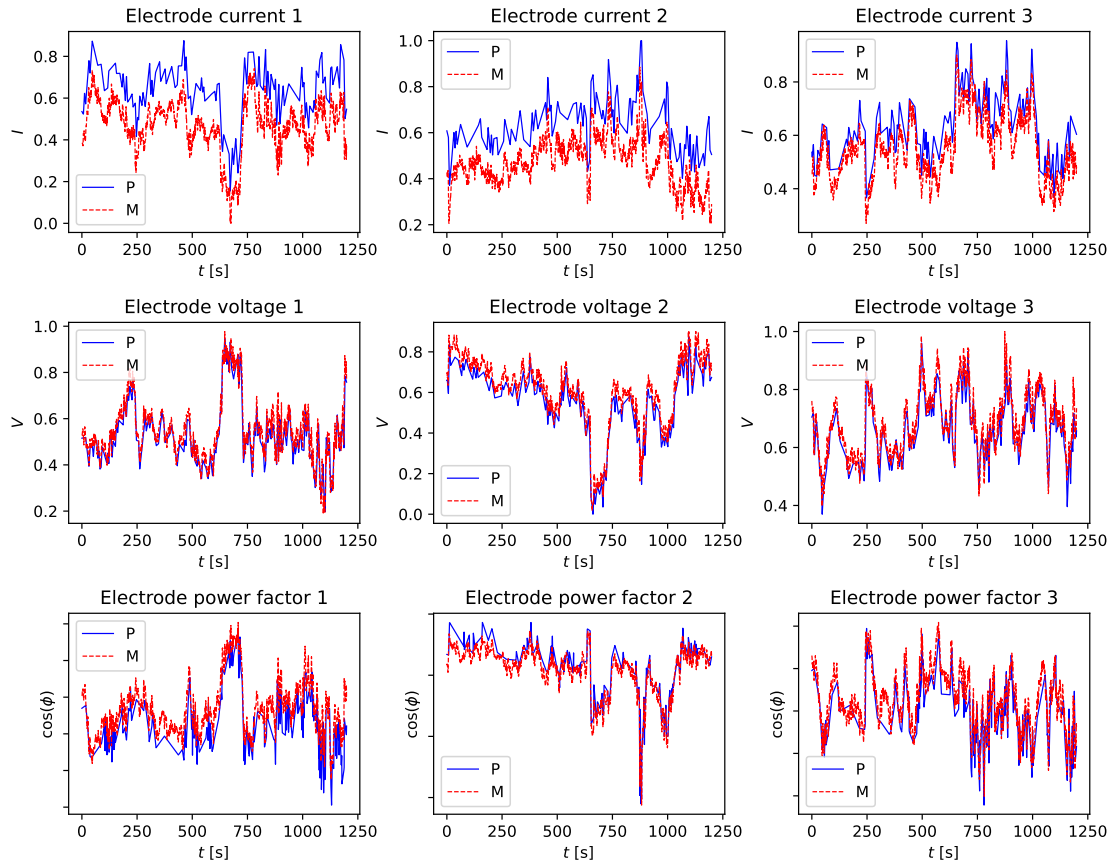 Electrode current 1
I
0.8
0.6
0.4
0.2
0.0
P
M
0 250 500 750 1000 1250
t [s]
Electrode current 2
I
1.0
0.8
0.6
0.4
0.2
P
M
0 250 500 750 1000 1250
t [s]
Electrode current 3
I
0.8
0.6
0.4
P
M
0 250 500 750 1000 1250
t [s]
Electrode voltage 1
V
1.0
0.8
0.6
0.4
0.2
P
M
0 250 500 750 1000 1250
t [s]
Electrode voltage 2
V
0.8
0.6
0.4
0.2
0.0
P
M
0 250 500 750 1000 1250
t [s]
Electrode voltage 3
V
1.0
0.8
0.6
0.4
P
M
0 250 500 750 1000 1250
t [s]
Electrode power factor 1
cos(ϕ)
P
M
0 250 500 750 1000 1250
t [s]
Electrode power factor 2
cos(ϕ)
P
M
0 250 500 750 1000 1250
t [s]
Electrode power factor 3
cos(ϕ)
P
M
0 250 500 750 1000 1250
t [s]